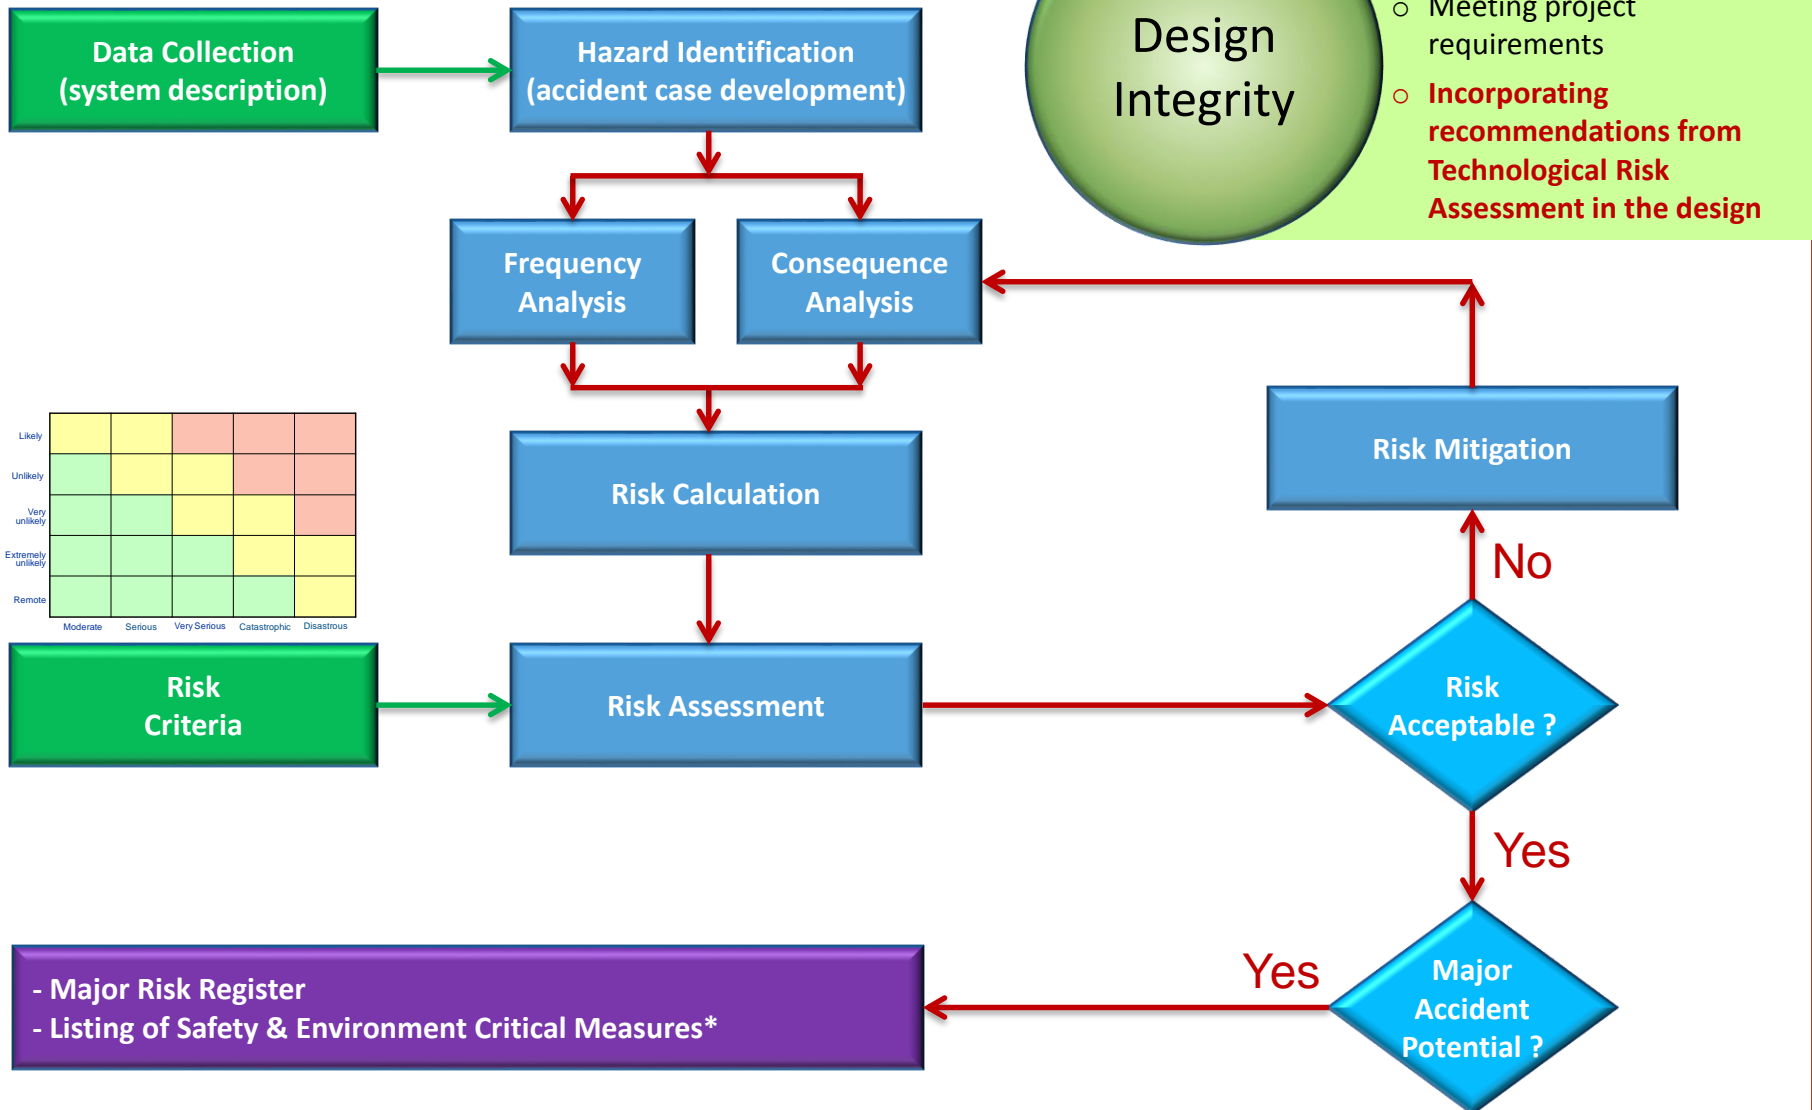 Data Collection
(system description)
Hazard Identification
(accident case development)
Design
Integrity
o Meeting project
requirements
o Incorporating
recommendations from
Technological Risk
Assessment in the design
Frequency
Analysis
Consequence
Analysis
Likely
Unlikely
Very
unlikely
Extremely
unlikely
Remote
Moderate Serious Very Serious Catastrophic Disastrous
Risk Calculation
Risk Mitigation
No
Risk
Criteria
Risk Assessment
Risk
Acceptable ?
Yes
- Major Risk Register
- Listing of Safety & Environment Critical Measures*
Yes
Major
Accident
Potential ?